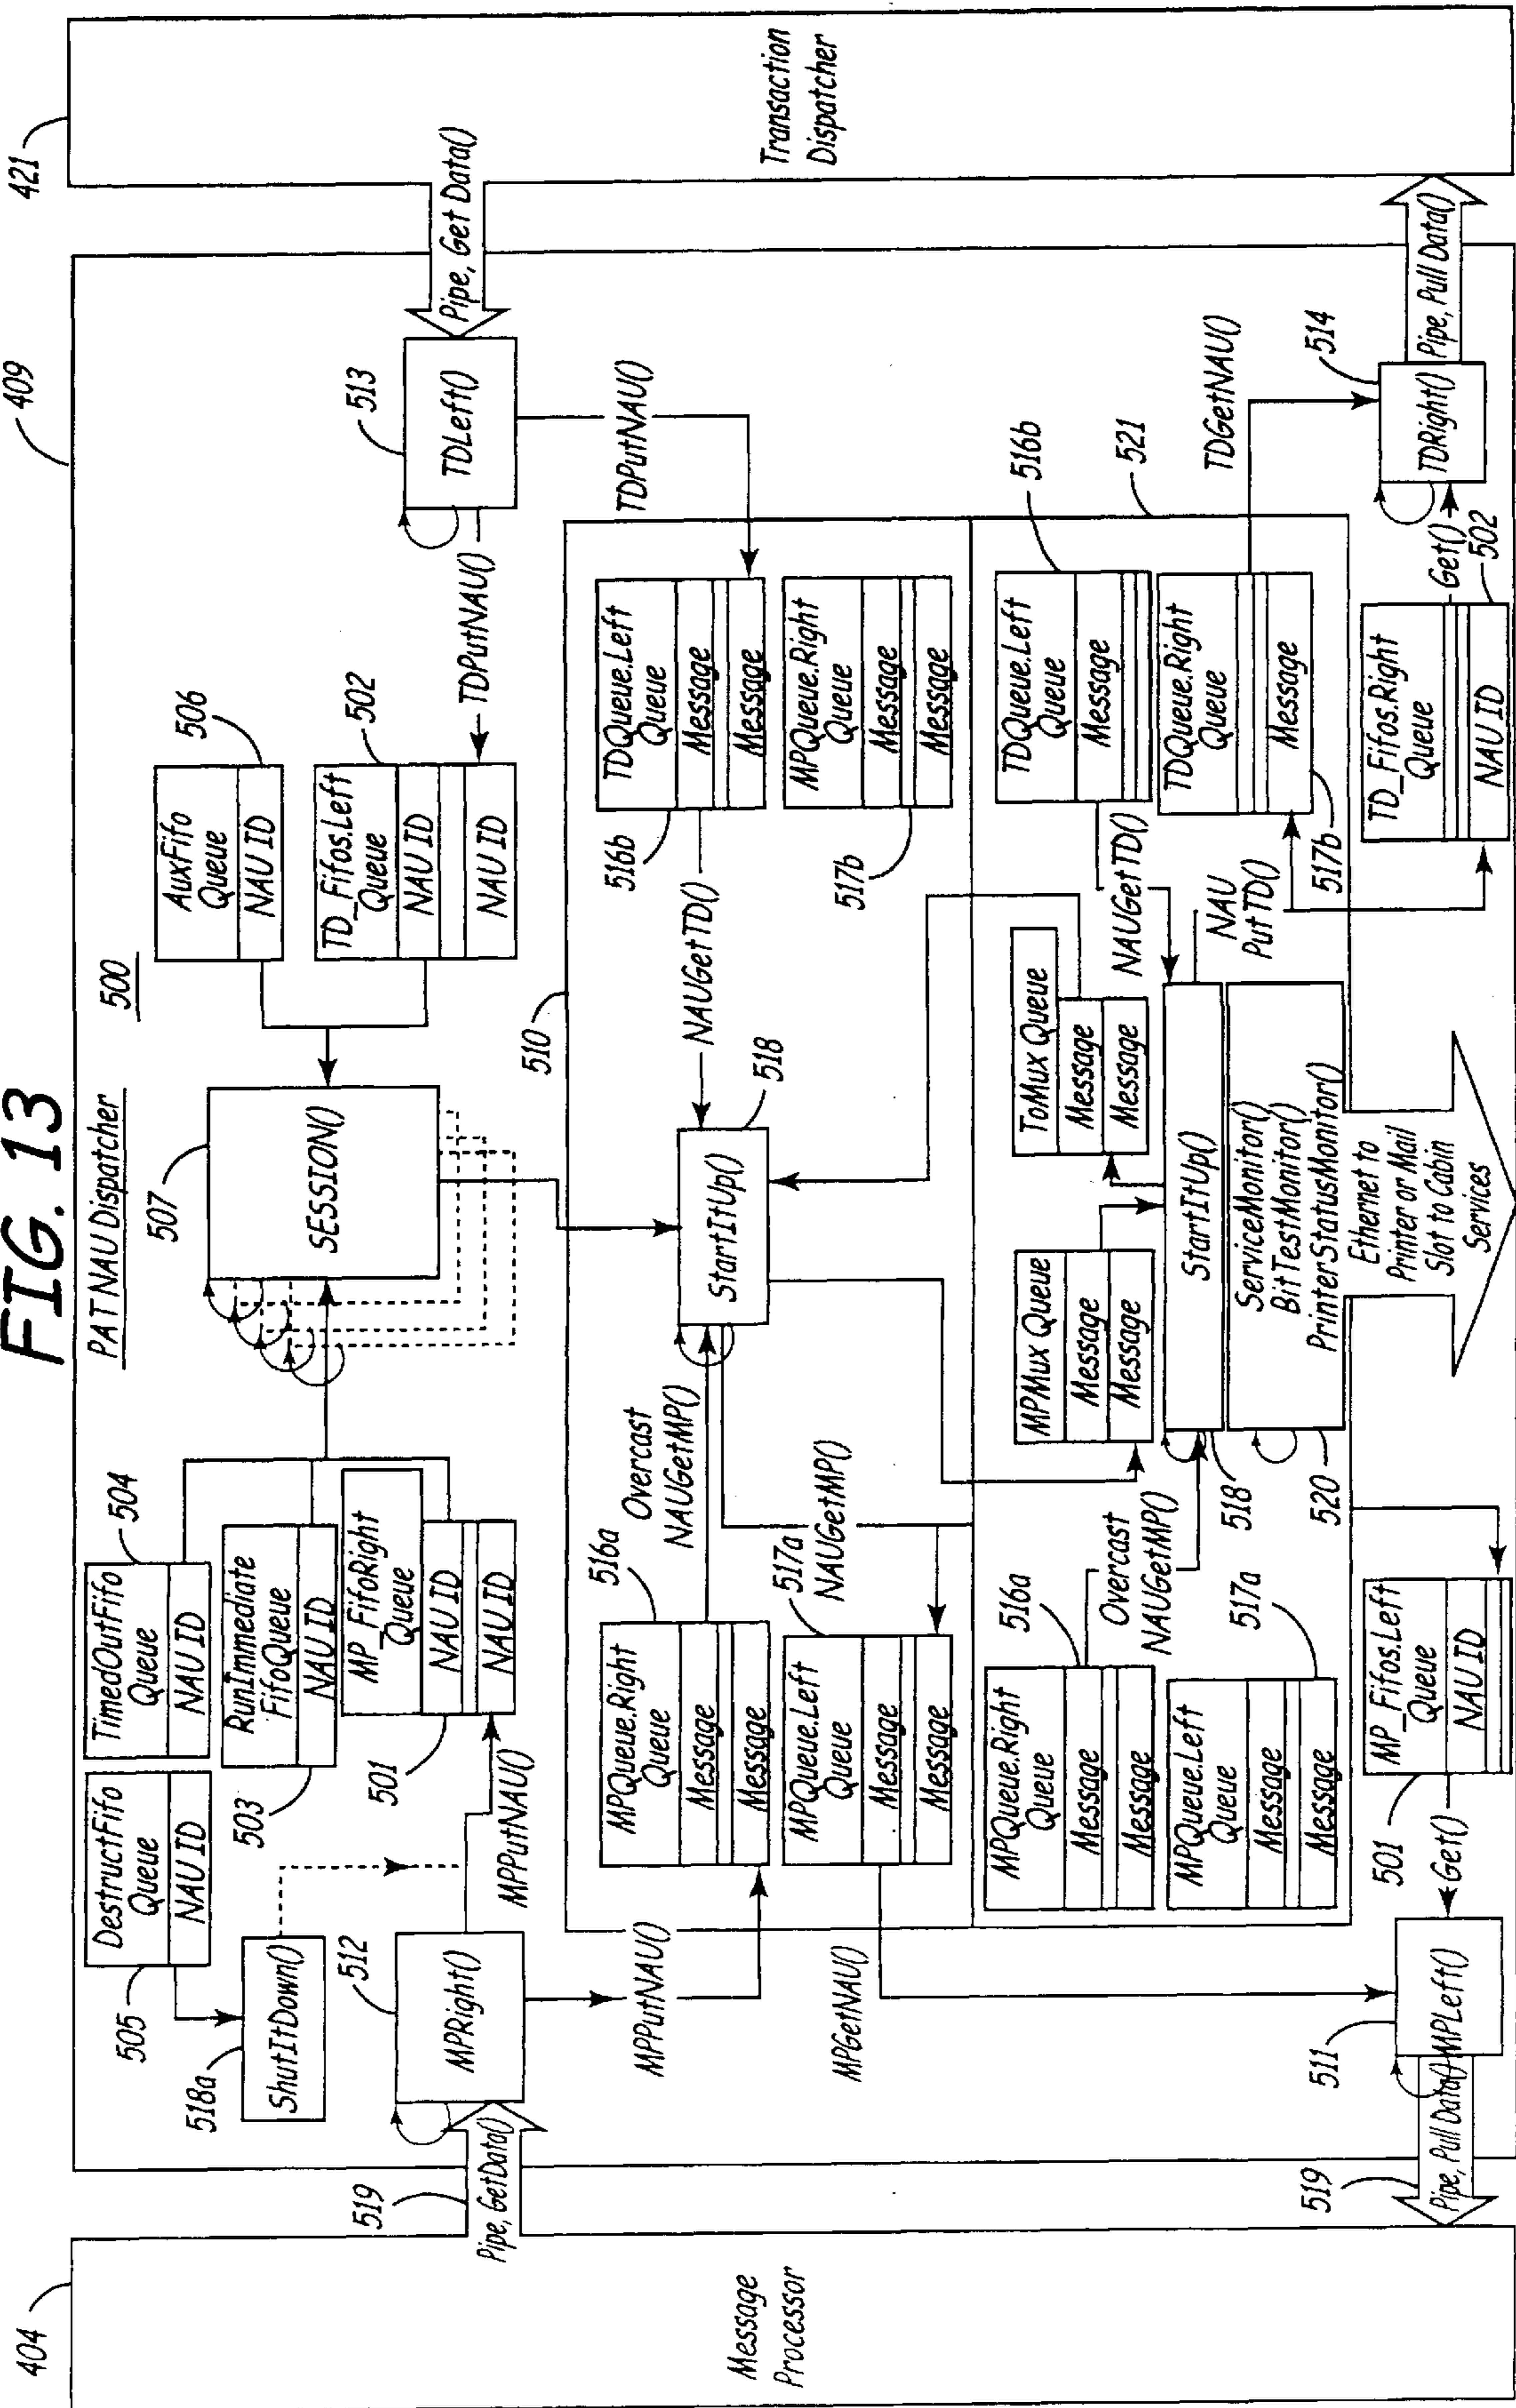 FIG. 13
404
409
421
PAT NAU Dispatcher
500
Message
Processor
Transaction
Dispatcher
519
Pipe, GetData()
Pipe, Get Data()
DestructFifo
Queue
NAU ID
505
518a
ShutItDown()
TimedOutFifo
Queue
NAU ID
504
RunImmediate
FifoQueue
NAU ID
503
MP_FifoRight
Queue
NAU ID
NAU ID
501
MPPutNAU()
512
MPRight()
507
SESSION()
AuxFifo
Queue
NAU ID
506
TD_Fifos.Left
Queue
NAU ID
NAU ID
502
TDPutNAU()
513
TDLeft()
TDPutNAU()
MPPutNAU()
MPGetNAU()
510
MPQueue.Right
Queue
Message
Message
516a
Overcast
NAUGetMP()
MPQueue.Left
Queue
Message
Message
517a
NAUGetMP()
StartItUp()
518
NAUGetTD()
TDQueue.Left
Queue
Message
Message
516b
MPQueue.Right
Queue
Message
Message
517b
MPQueue.Right
Queue
Message
Message
516a
Overcast
NAUGetMP()
MPQueue.Left
Queue
Message
Message
517a
MPMux Queue
Message
Message
ToMux Queue
Message
Message
StartItUp()
518
ServiceMonitor()
BitTestMonitor()
PrinterStatusMonitor()
520
NAUGetTD()
NAU
PutTD()
TDQueue.Left
Queue
Message
516b
521
TDQueue.Right
Queue
Message
517b
TDGetNAU()
Ethernet to
Printer or Mail
Slot to Cabin
Services
MP_Fifos.Left
Queue
NAU ID
501
Get()
511
MPLeft()
Pipe, Pull Data()
519
TD_Fifos.Right
Queue
NAU ID
502
Get()
TDRight()
514
Pipe, Pull Data()